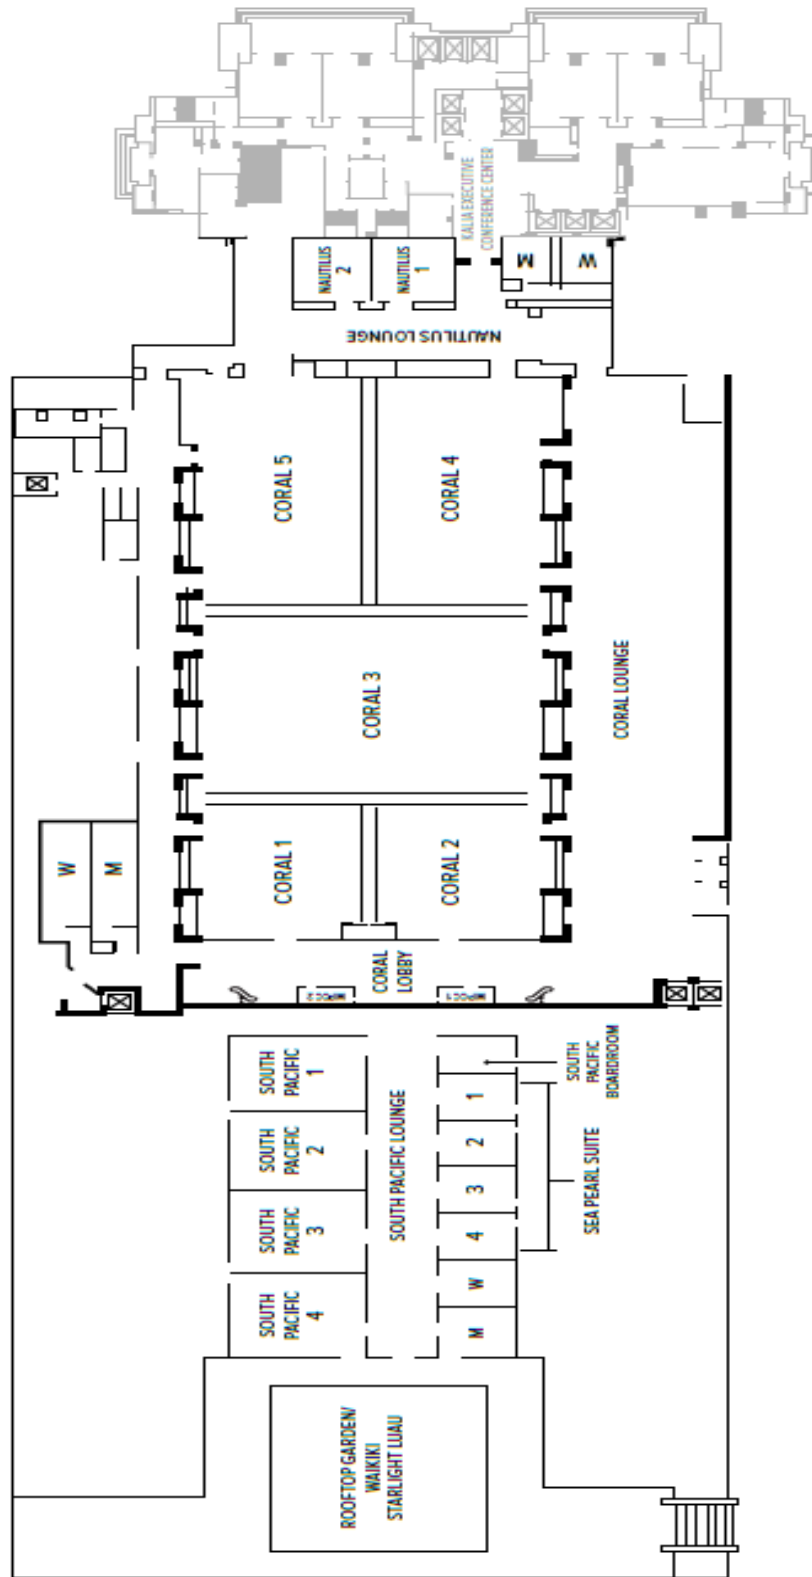 KALIA EXECUTIVE
CONFERENCE CENTER
NAUTILUS
2
NAUTILUS
1
M
W
NAUTILUS LOUNGE
CORAL 5
CORAL 4
CORAL 3
CORAL LOUNGE
W
M
CORAL 1
CORAL 2
CORAL
LOBBY
SOUTH
PACIFIC
1
SOUTH
PACIFIC
2
SOUTH
PACIFIC
3
SOUTH
PACIFIC
4
SOUTH PACIFIC LOUNGE
1
2
3
4
W
M
SOUTH
PACIFIC
BOARDROOM
SEA PEARL SUITE
ROOFTOP GARDEN/
WAIKIKI
STARLIGHT LUAU